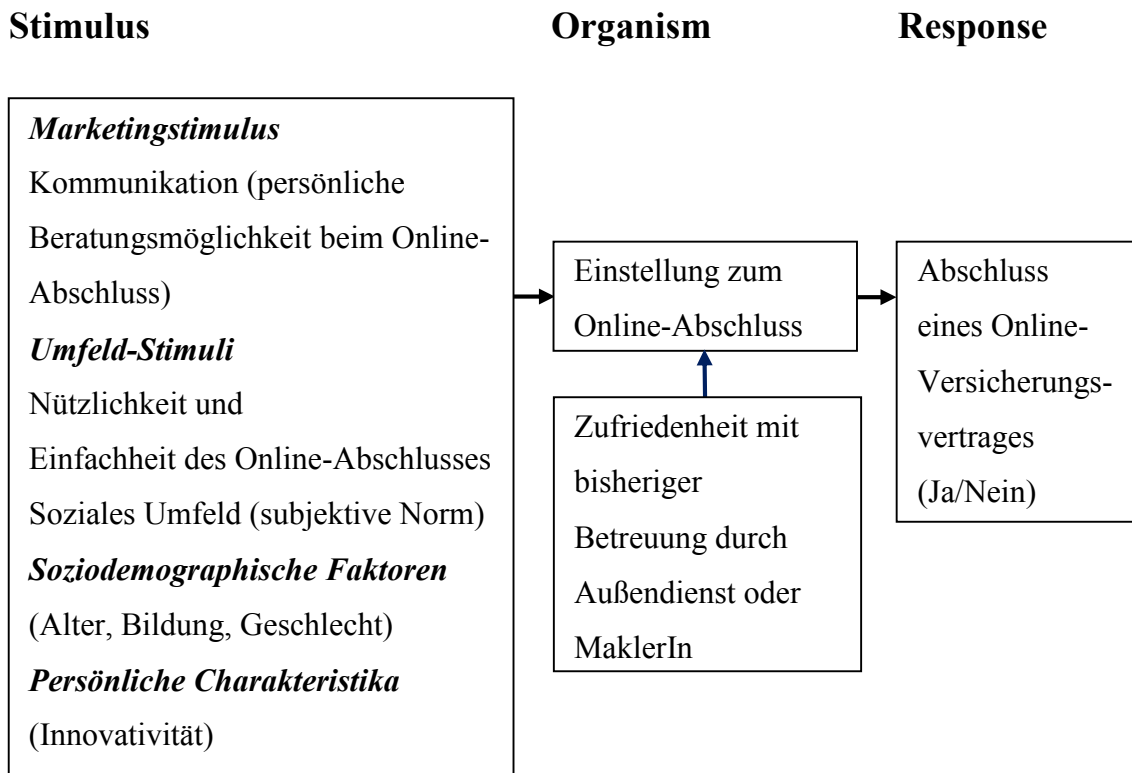 Stimulus Organism Response
Marketingstimulus
Kommunikation (persönliche
Beratungsmöglichkeit beim Online-
Abschluss)
Umfeld-Stimuli
Nützlichkeit und
Einfachheit des Online-Abschlusses
Soziales Umfeld (subjektive Norm)
Soziodemographische Faktoren
(Alter, Bildung, Geschlecht)
Persönliche Charakteristika
(Innovativität)
Einstellung zum
Online-Abschluss
Zufriedenheit mit
bisheriger
Betreuung durch
Außendienst oder
MaklerIn
Abschluss
eines Online-
Versicherungs-
vertrages
(Ja/Nein)